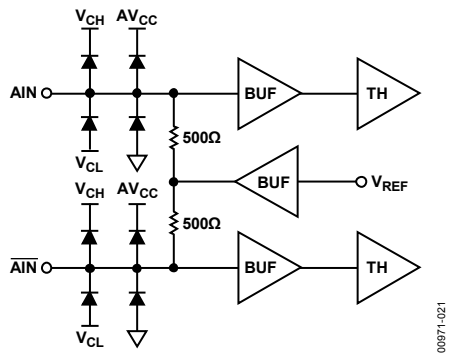 VCH AVCC
AIN BUF TH
500Ω
VCL
VCH AVCC BUF VREF
500Ω
AIN BUF TH
VCL
00971-021